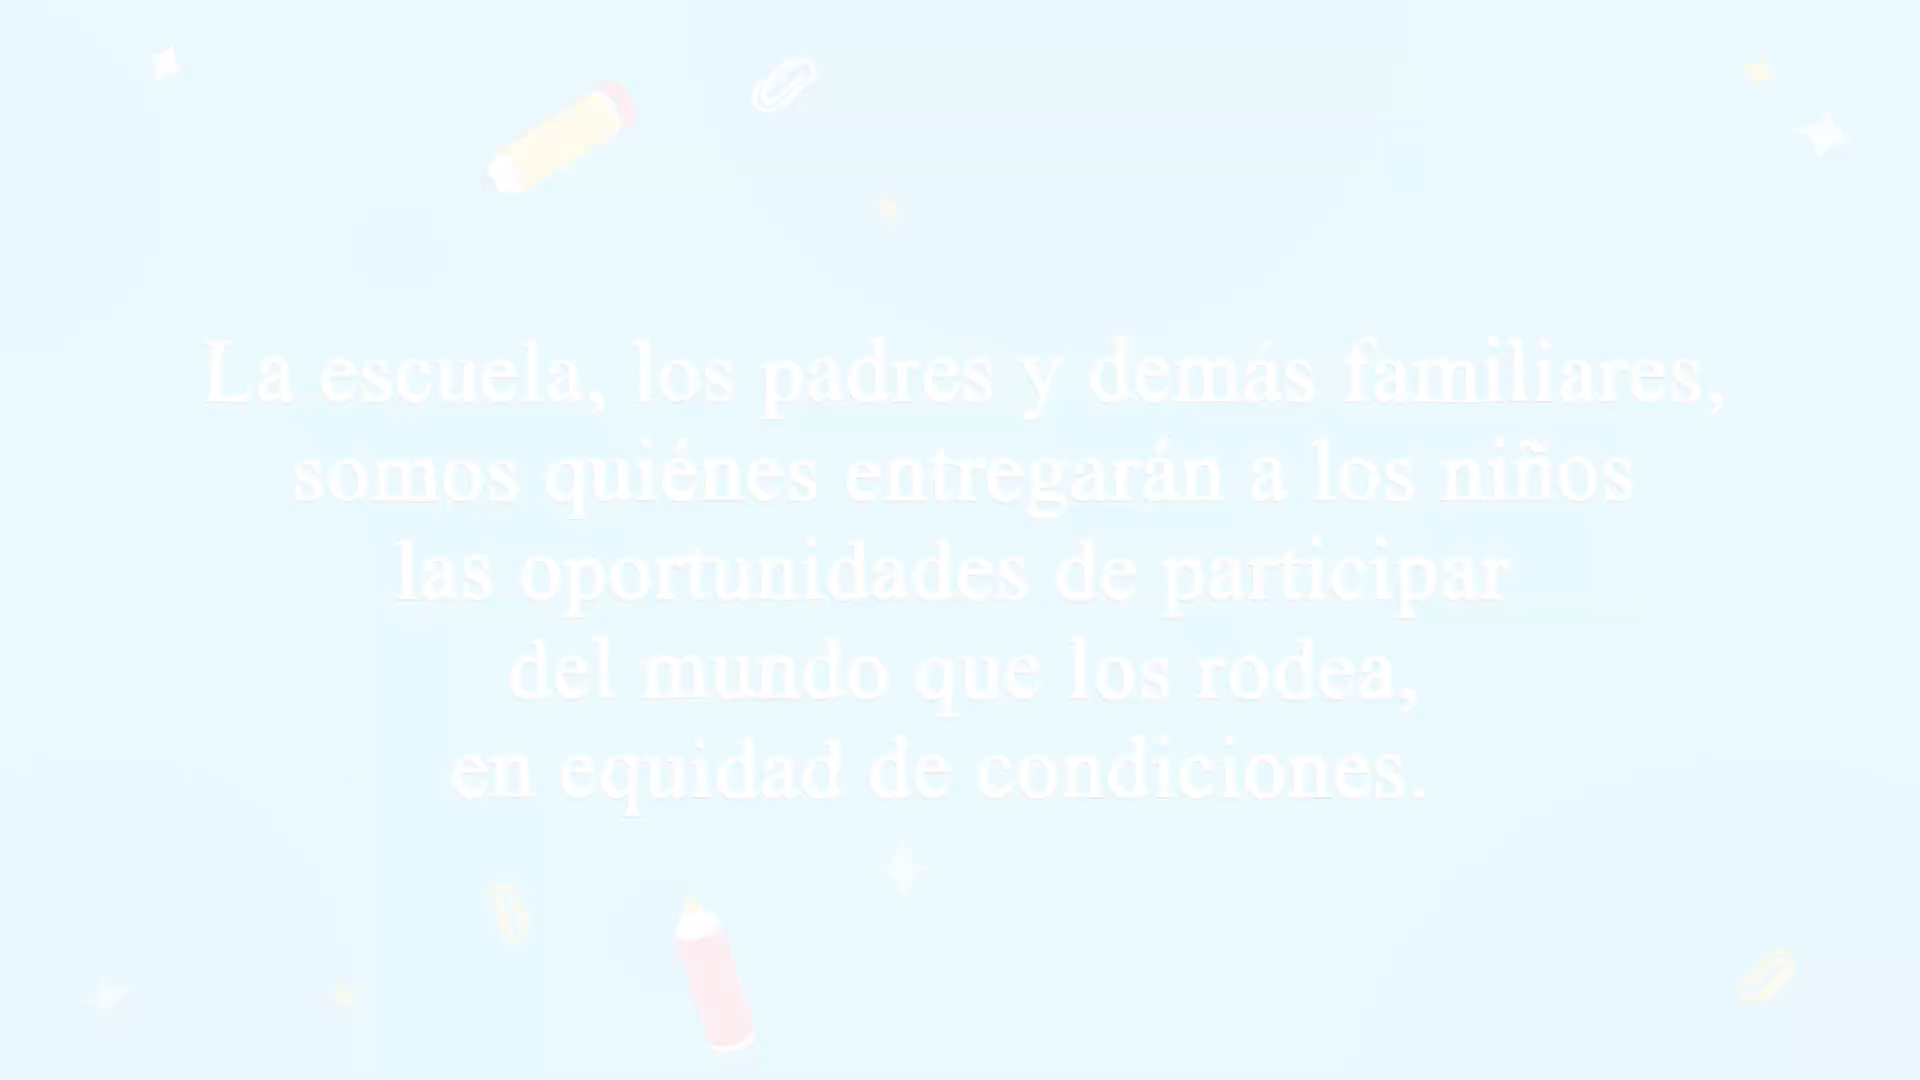 La escuela, los padres y demás familiares,
somos quiénes entregarán a los niños
las oportunidades de participar
del mundo que los rodea,
en equidad de condiciones.